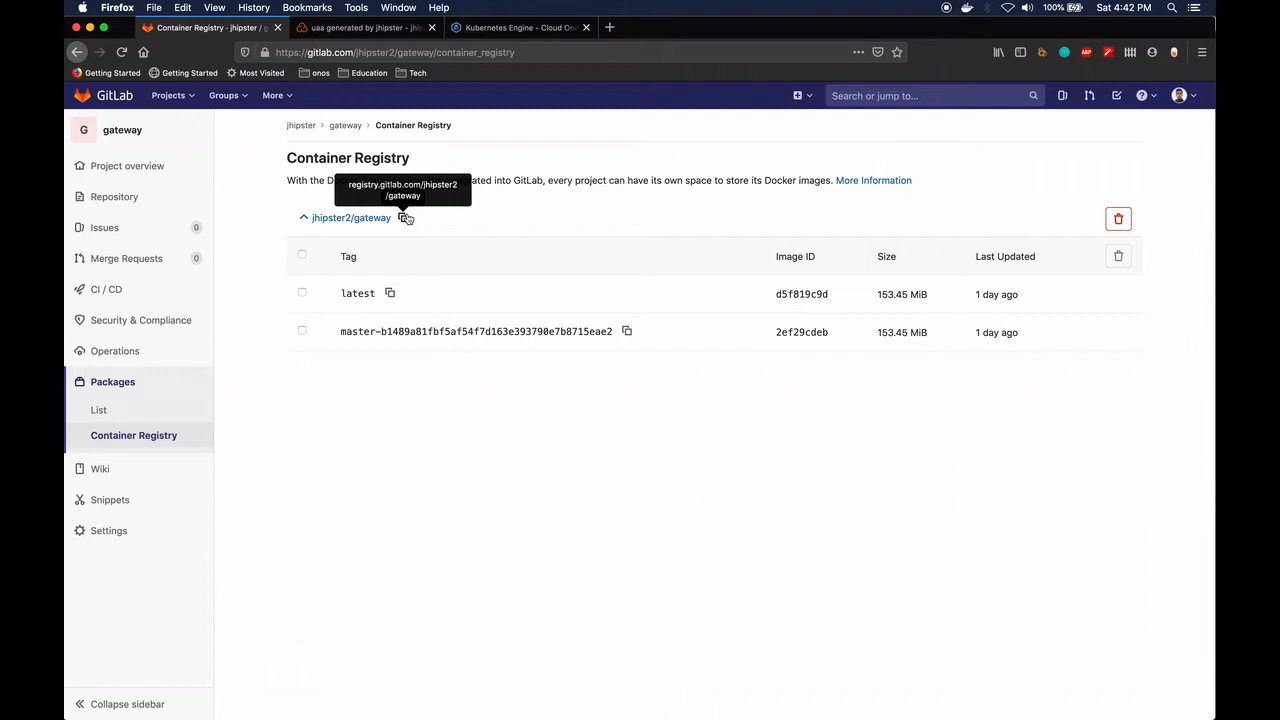 Firefox File Edit View History Bookmarks Tools Window Help 100% Sat 4:42 PM
Container Registry · jhipster / g uaa generated by jhipster · jhip Kubernetes Engine - Cloud One
https://gitlab.com/jhipster2/gateway/container_registry
Getting Started Getting Started Most Visited onos Education Tech
GitLab Projects Groups More Search or jump to...
G gateway
Project overview
Repository
Issues 0
Merge Requests 0
CI / CD
Security & Compliance
Operations
Packages
List
Container Registry
Wiki
Snippets
Settings
Collapse sidebar
jhipster > gateway > Container Registry
Container Registry
With the D ated into GitLab, every project can have its own space to store its Docker images. More Information
registry.gitlab.com/jhipster2
/gateway
jhipster2/gateway
Tag Image ID Size Last Updated
latest d5f819c9d 153.45 MiB 1 day ago
master-b1489a81fbf5af54f7d163e393790e7b8715eae2 2ef29cdeb 153.45 MiB 1 day ago